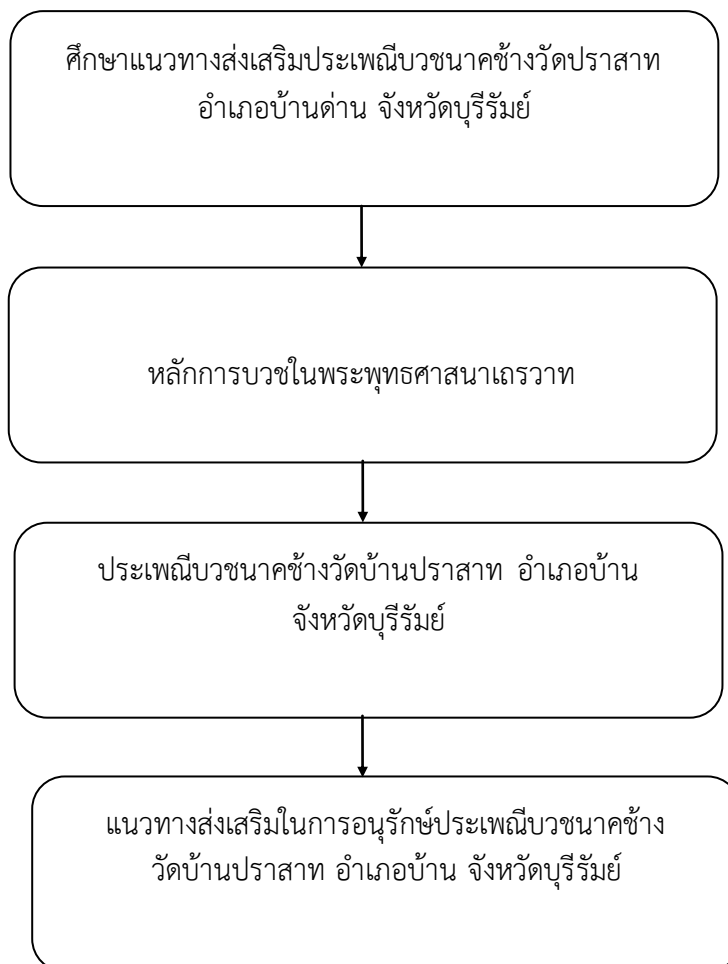 ศึกษาแนวทางส่งเสริมประเพณีบวชนาคช้างวัดปราสาท
อำเภอบ้านด่าน จังหวัดบุรีรัมย์
หลักการบวชในพระพุทธศาสนาเถรวาท
ประเพณีบวชนาคช้างวัดบ้านปราสาท อำเภอบ้าน
จังหวัดบุรีรัมย์
แนวทางส่งเสริมในการอนุรักษ์ประเพณีบวชนาคช้าง
วัดบ้านปราสาท อำเภอบ้าน จังหวัดบุรีรัมย์